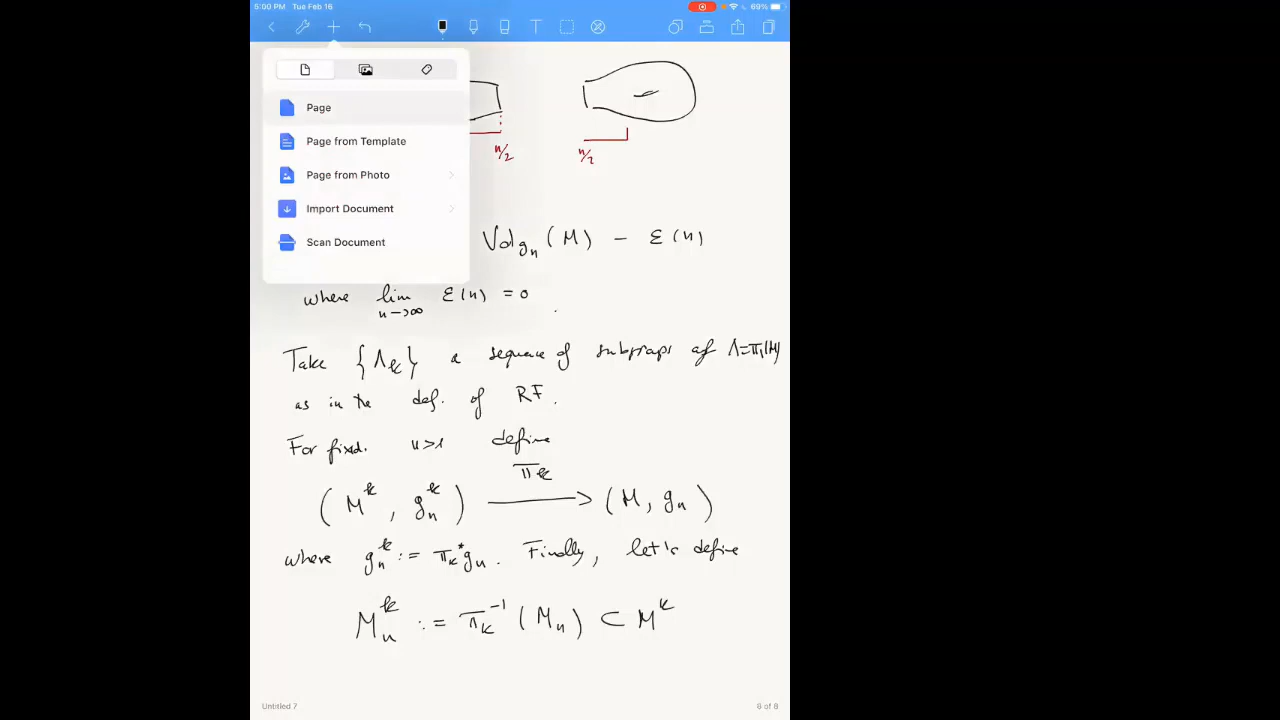 5:00 PM Tue Feb 16
69%
Page
Page from Template
Page from Photo
Import Document
Scan Document
n/2 n/2
Vol_{g_n} (M) - ε(n)
where lim_{n→∞} ε(n) = 0
Take {Λ_k} a sequence of subgroups of Λ=π_1(M)
as in the def. of RF.
For fixed n>1 define
(M^k, g_n^k) ⟶^{π_k} (M, g_n)
where g_n^k := π_k^* g_n. Finally, let's define
M_n^k := π_k^{-1} (M_n) ⊂ M^k
Untitled 7 6 of 8